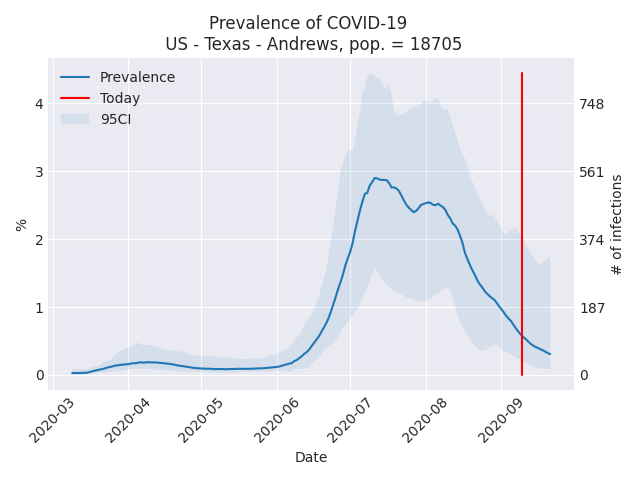 Prevalence of COVID-19
US - Texas - Andrews, pop. = 18705
Prevalence
Today
95CI
4
3
2
1
0
%
748
561
374
187
0
# of infections
2020-03
2020-04
2020-05
2020-06
2020-07
2020-08
2020-09
Date